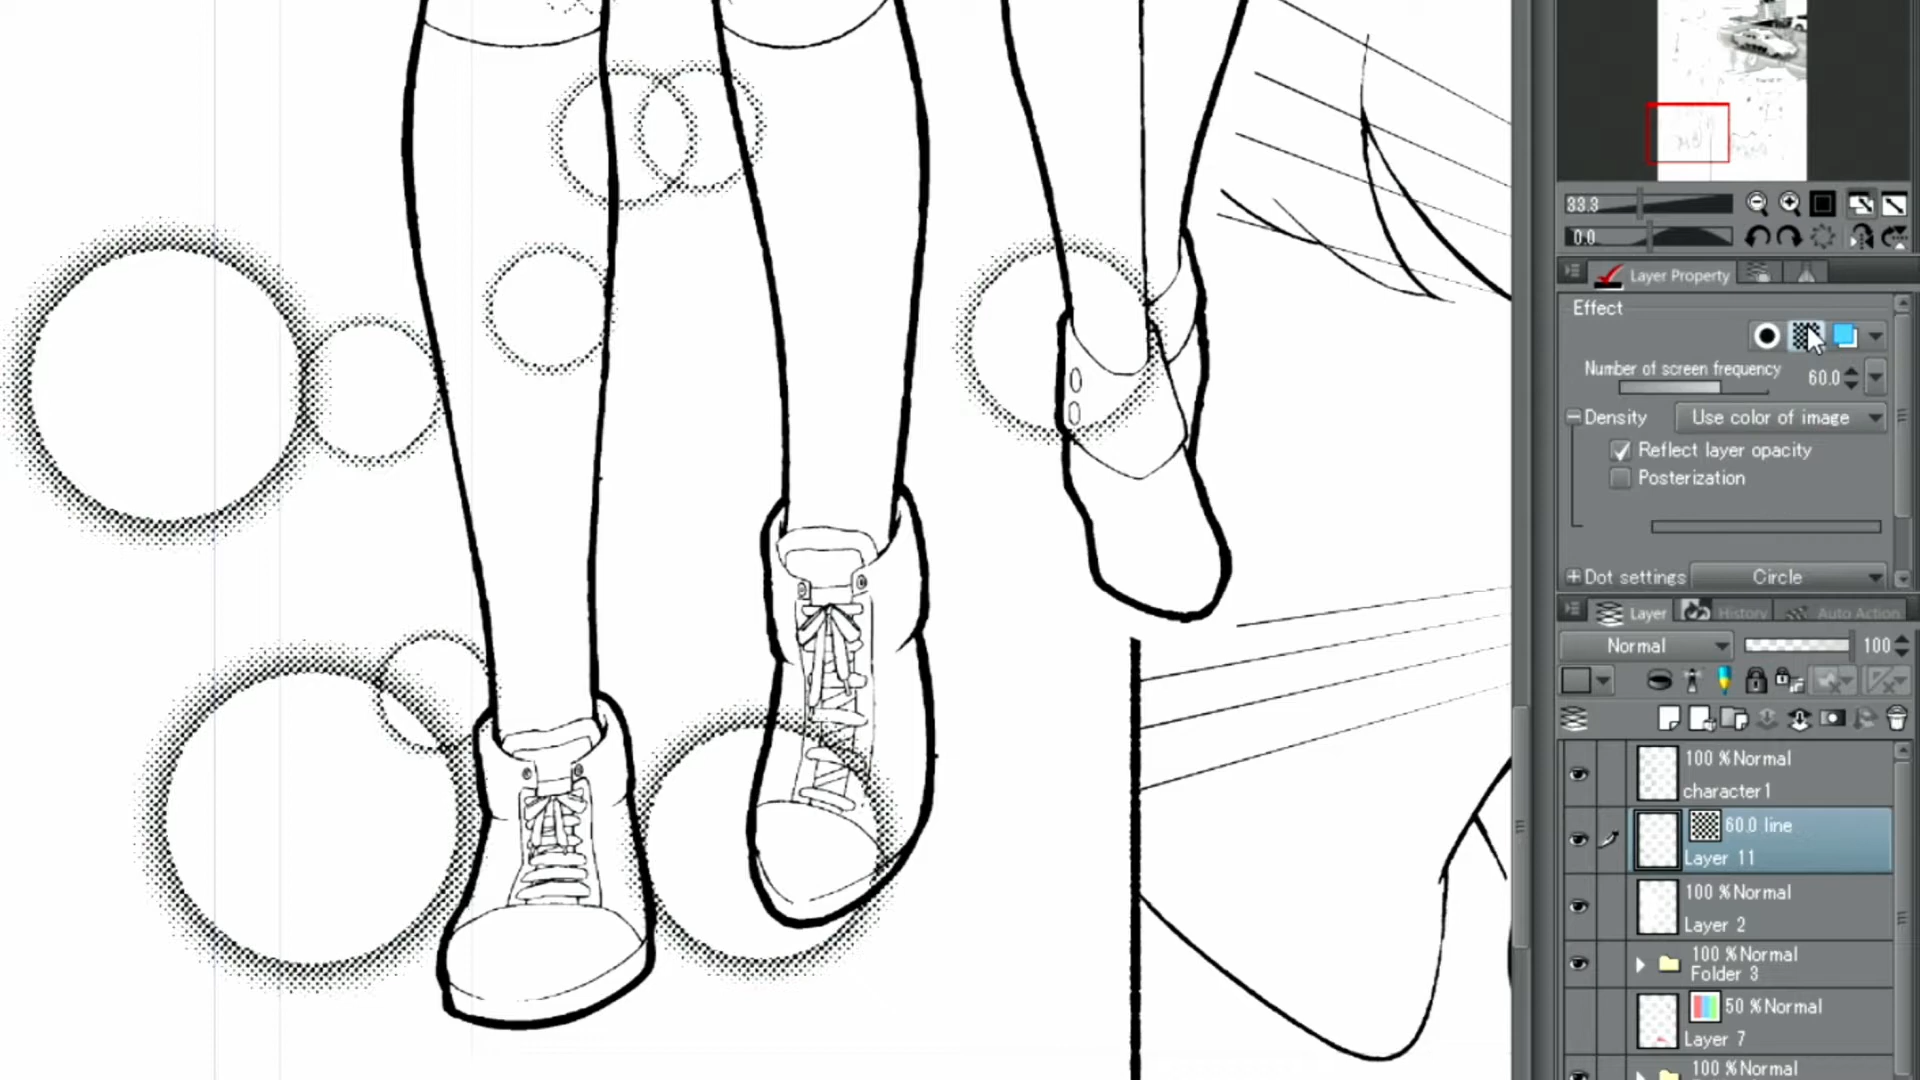 33.3
0.0
Layer Property
Effect
Number of screen frequency
60.0
Density
Use color of image
Reflect layer opacity
Posterization
Dot settings
Circle
Layer
History
Auto Action
Normal
100
100 %Normal
character1
60.0 line
Layer 11
100 %Normal
Layer 2
100 %Normal
Folder 3
50 %Normal
Layer 7
100 %Normal